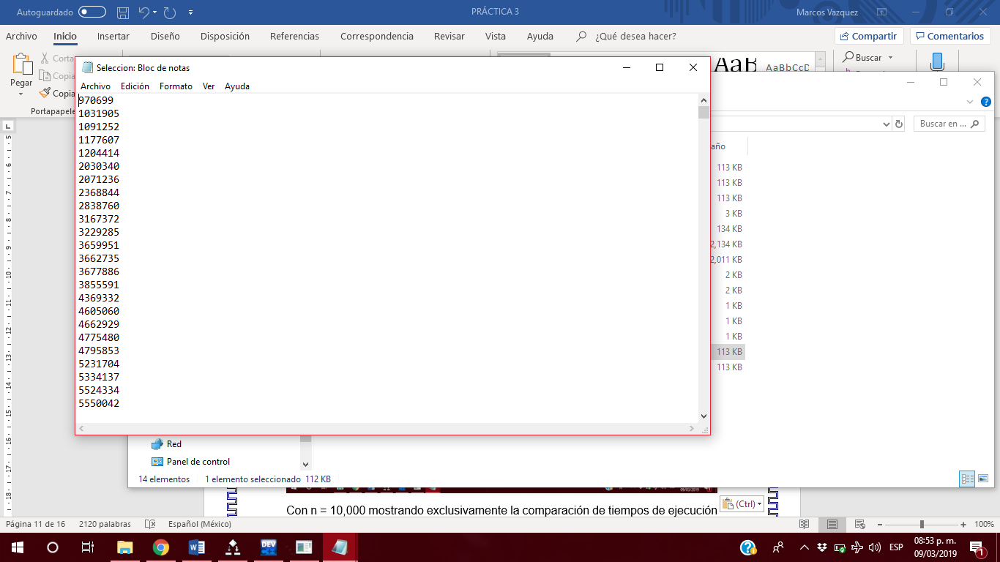 Autoguardado
PRÁCTICA 3
Marcos Vazquez
Archivo Inicio Insertar Diseño Disposición Referencias Correspondencia Revisar Vista Ayuda ¿Qué desea hacer? Compartir Comentarios
Pegar
Copia
Portapapele
AaB AaBbCcD
Buscar
Seleccion: Bloc de notas
Archivo Edición Formato Ver Ayuda
970699
1031905
1091252
1177607
1204414
2030340
2071236
2368844
2838760
3167372
3229285
3659951
3662735
3677886
3855591
4369332
4605060
4662929
4775480
4795853
5231704
5334137
5524334
5550042
Buscar en ...
año
113 KB
113 KB
113 KB
3 KB
134 KB
2,134 KB
2,011 KB
2 KB
2 KB
1 KB
1 KB
1 KB
113 KB
113 KB
Red
Panel de control
14 elementos 1 elemento seleccionado 112 KB
Con n = 10,000 mostrando exclusivamente la comparación de tiempos de ejecución
(Ctrl)
Página 11 de 16 2120 palabras Español (México) 100%
DEV
ESP
08:53 p. m.
09/03/2019
1